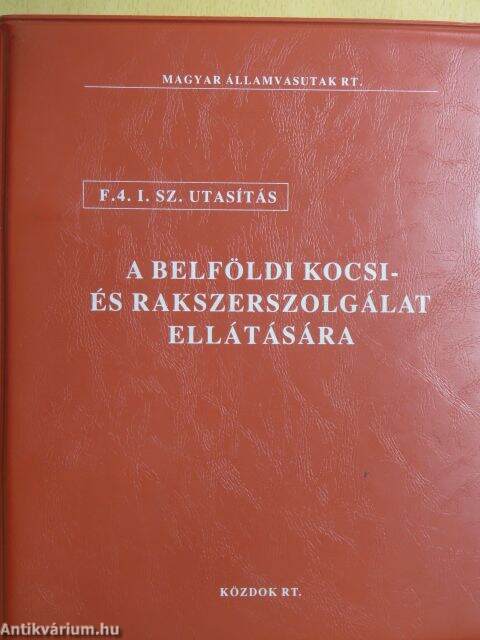 MAGYAR ÁLLAMVASUTAK RT.
F.4. I. SZ. UTASÍTÁS
A BELFÖLDI KOCSI-
ÉS RAKSZERSZOLGÁLAT
ELLÁTÁSÁRA
KÖZDOK RT.
Antikvárium.hu